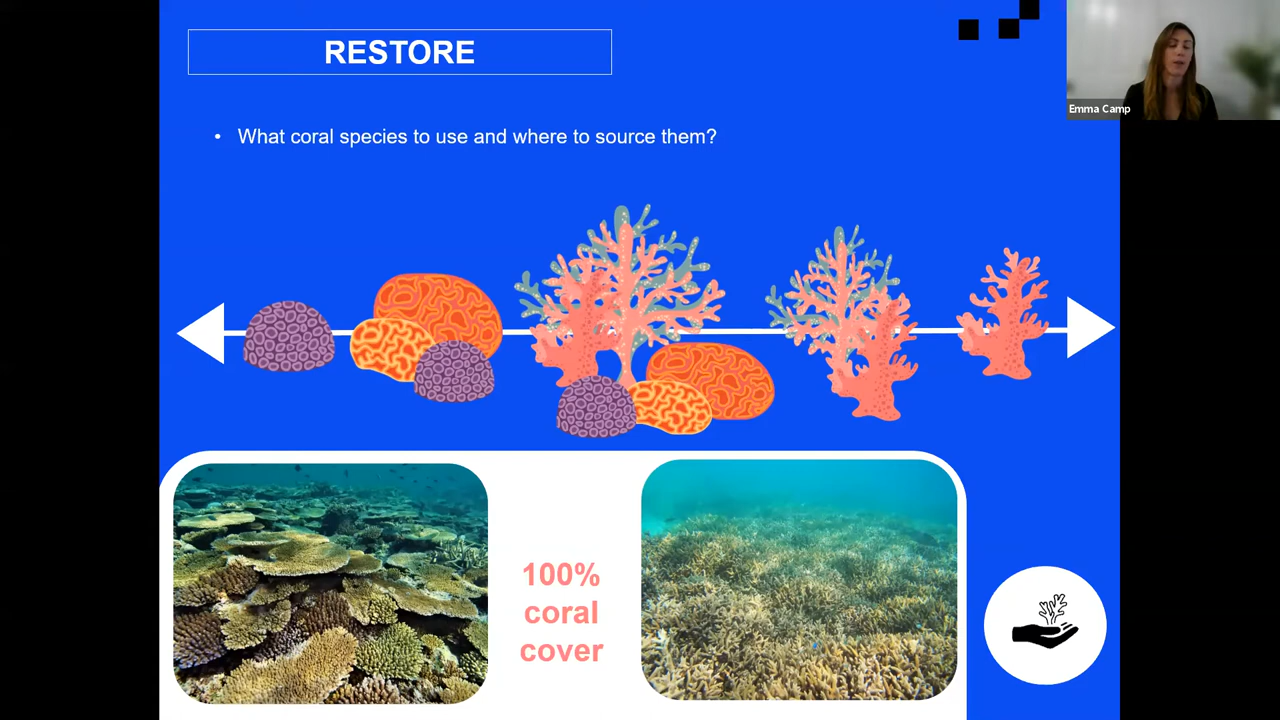 RESTORE
Emma Camp
• What coral species to use and where to source them?
100%
coral
cover